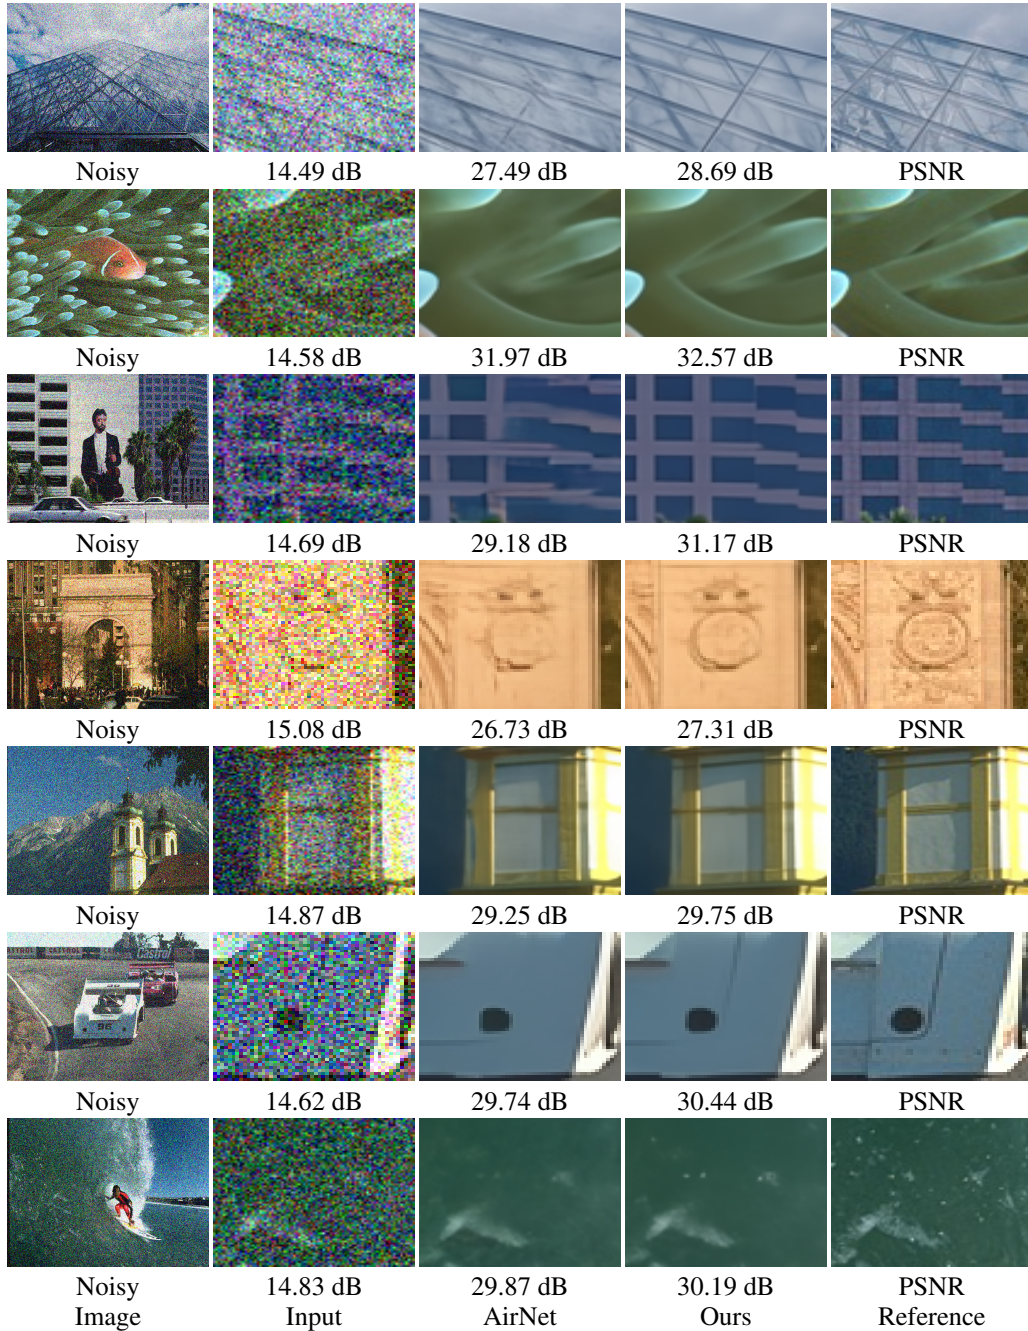 Noisy 14.49 dB 27.49 dB 28.69 dB PSNR
Noisy 14.58 dB 31.97 dB 32.57 dB PSNR
Noisy 14.69 dB 29.18 dB 31.17 dB PSNR
Noisy 15.08 dB 26.73 dB 27.31 dB PSNR
Noisy 14.87 dB 29.25 dB 29.75 dB PSNR
CASTROL Castrol
96
Noisy 14.62 dB 29.74 dB 30.44 dB PSNR
Noisy 14.83 dB 29.87 dB 30.19 dB PSNR
Image Input AirNet Ours Reference